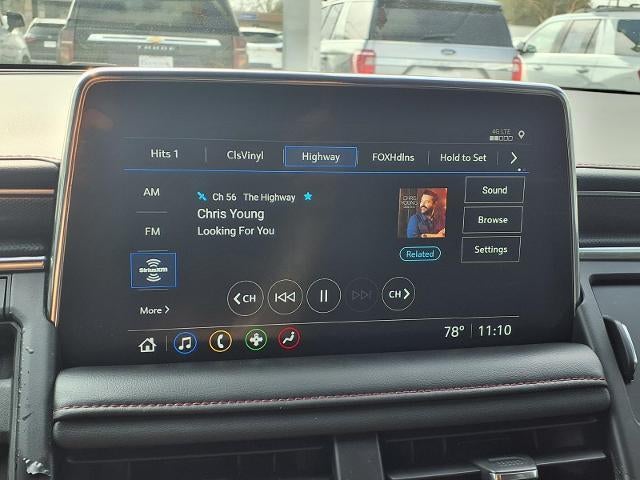 TAHOE
4G LTE
Hits 1 ClsVinyl Highway FOXHdlns Hold to Set
AM
Ch 56 The Highway
Sound
Chris Young
Browse
FM
Looking For You
Related
Settings
SiriusXM
More
CH CH
78° 11:10